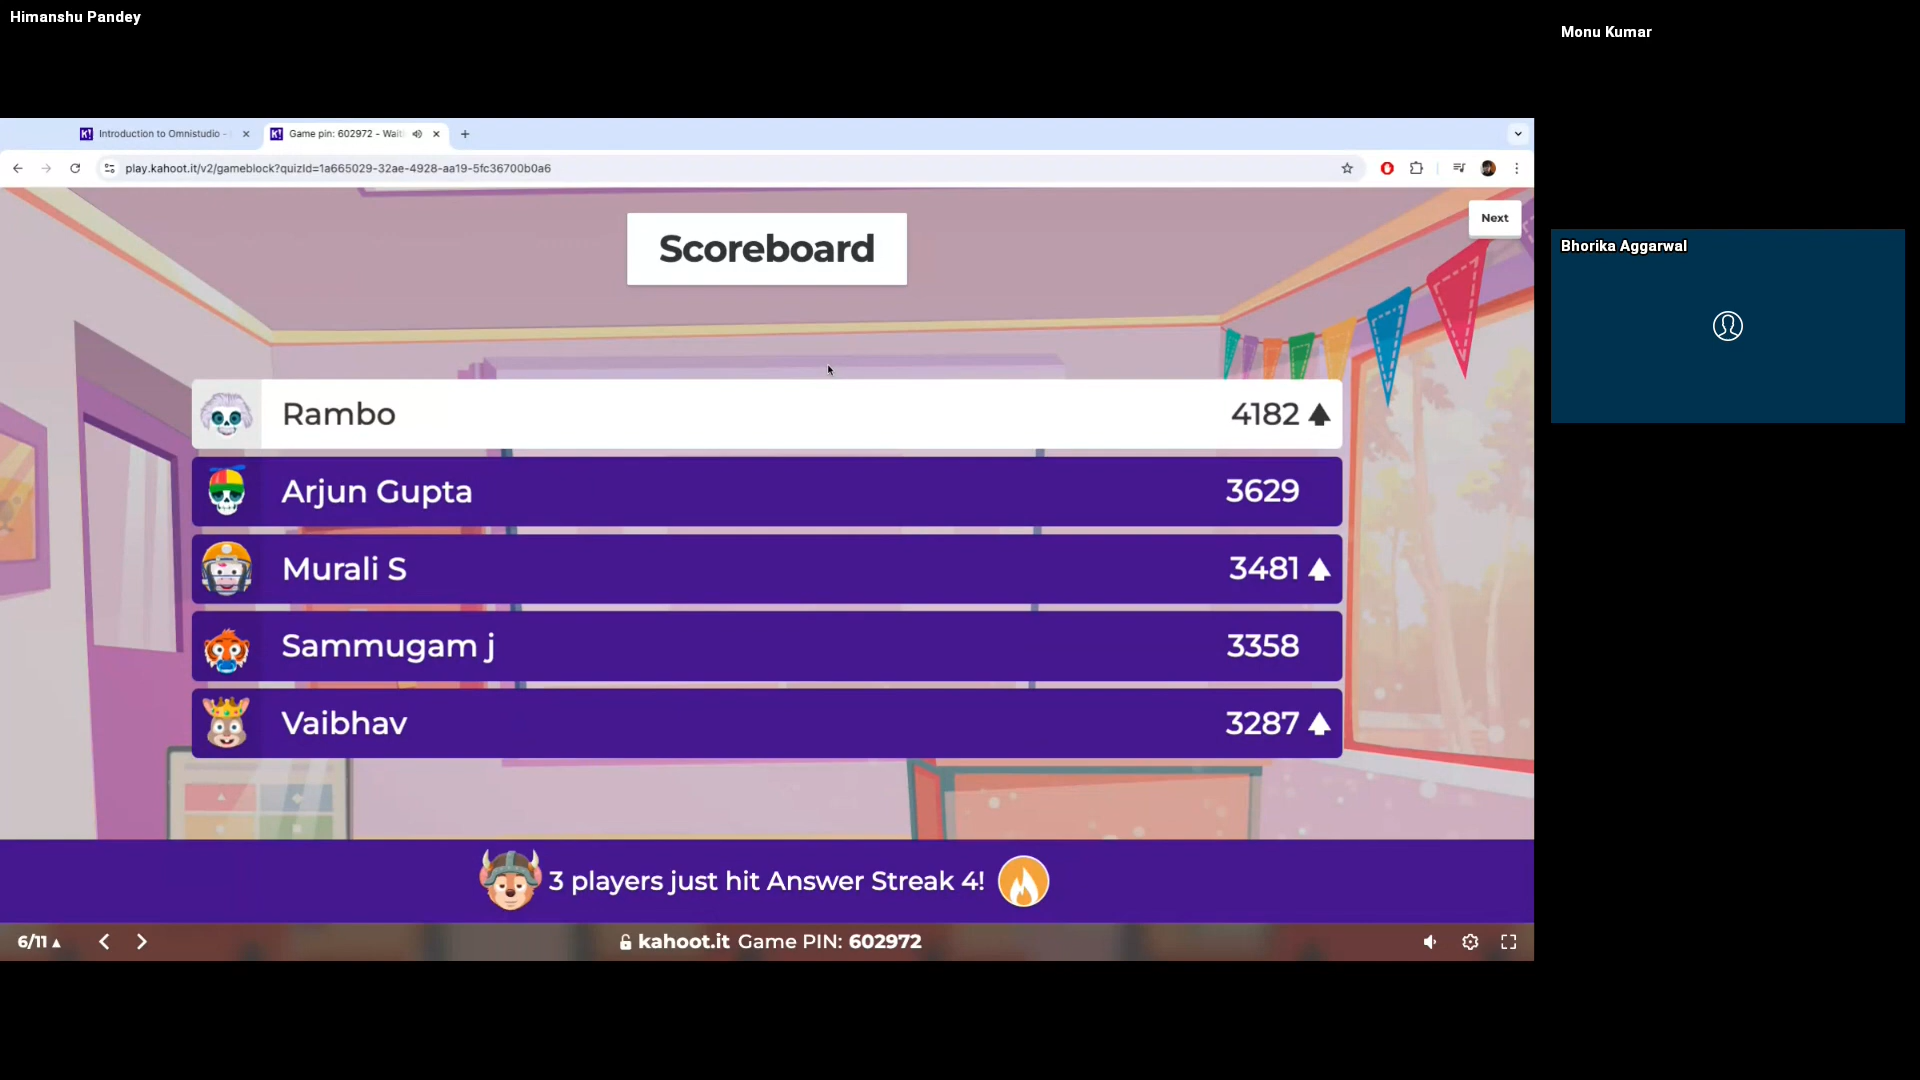 Himanshu Pandey
Monu Kumar
Bhorika Aggarwal
Introduction to Omnistudio -
Game pin: 602972 - Wait
play.kahoot.it/v2/gameblock?quizId=1a665029-32ae-4928-aa19-5fc36700b0a6
Next
Scoreboard
Rambo 4182
Arjun Gupta 3629
Murali S 3481
Sammugam j 3358
Vaibhav 3287
3 players just hit Answer Streak 4!
6/11
kahoot.it Game PIN: 602972